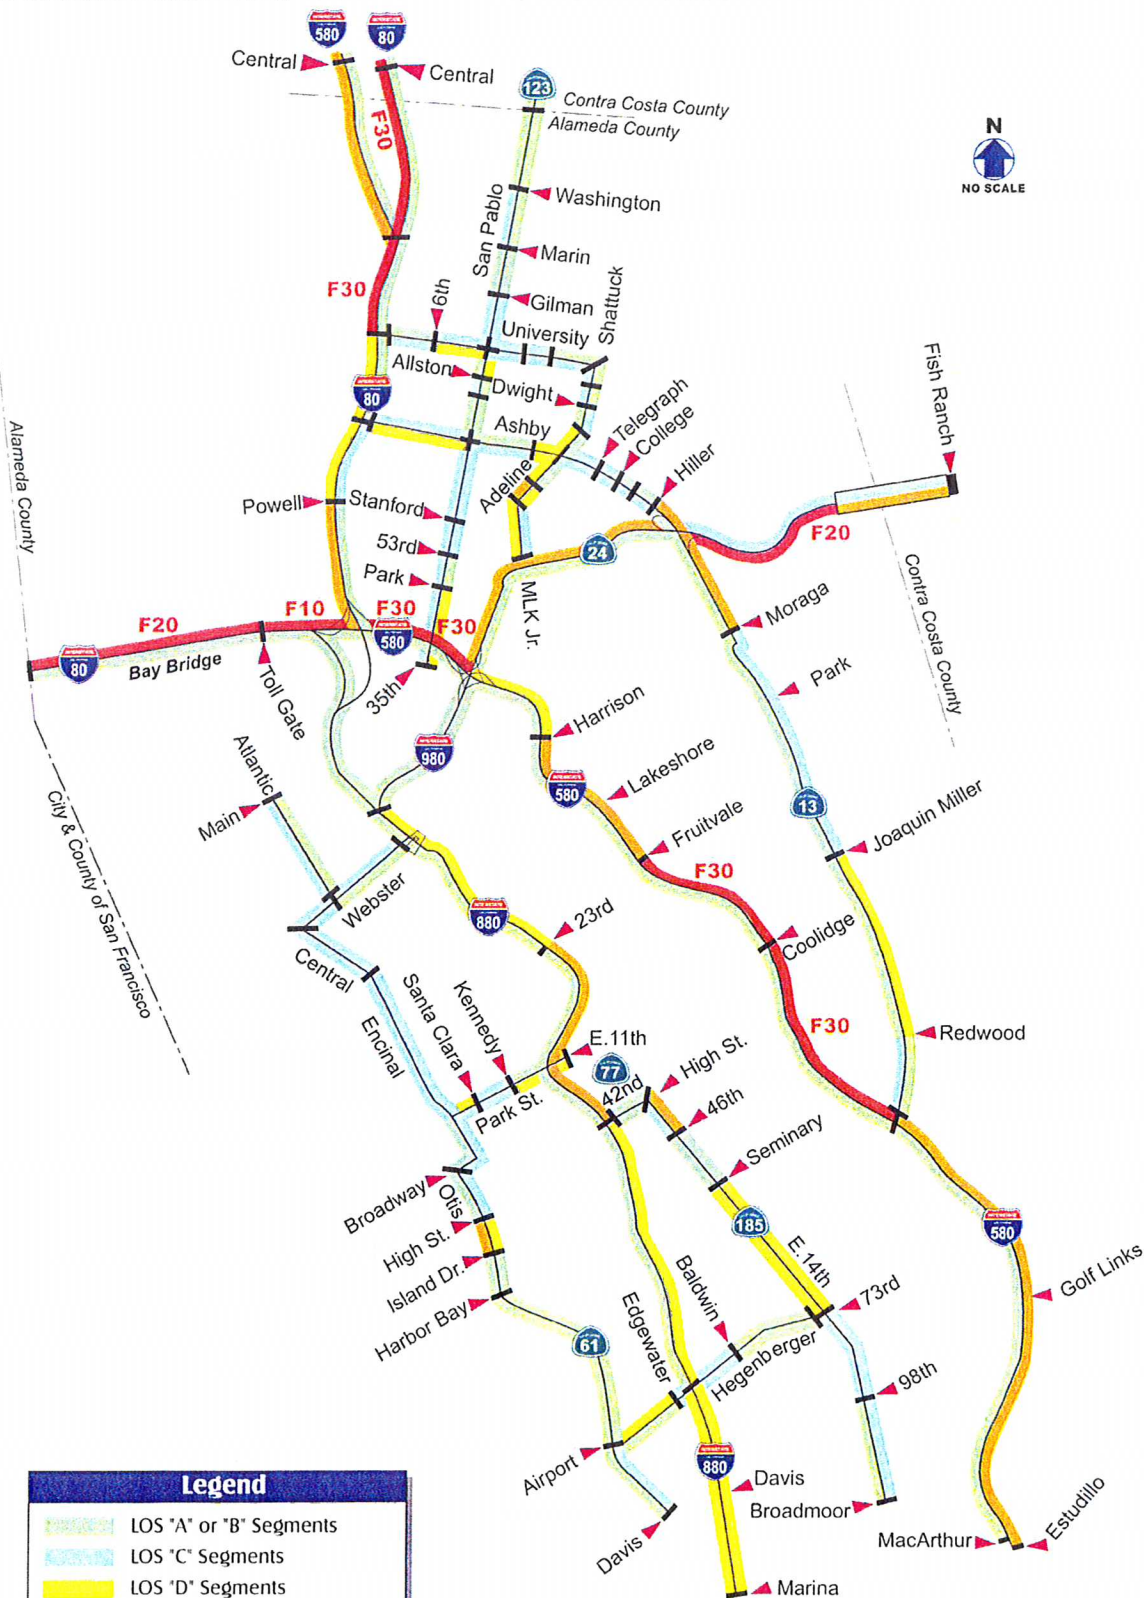 580
80
Central
Central
123
Contra Costa County
Alameda County
N
NO SCALE
F30
San Pablo
Washington
Marin
F30
6th
Gilman
Shattuck
University
Allston
Dwight
80
Fish Ranch
Alameda County
Ashby
Telegraph
College
Hiller
Adeline
Powell
Stanford
53rd
24
F20
Park
MLK Jr.
Contra Costa County
Moraga
F20
F10
F30
F30
580
80
Bay Bridge
Toll Gate
35th
Park
Harrison
980
Atlantic
Main
580
Lakeshore
13
Joaquin Miller
City & County of San Francisco
Fruitvale
F30
Webster
880
23rd
Coolidge
Central
Santa Clara
Kennedy
Encinal
F30
Redwood
E.11th
77
High St.
42nd
46th
Park St.
Seminary
Broadway
Otis
185
580
High St.
E.14th
Golf Links
Island Dr.
Baldwin
73rd
Harbor Bay
Edgewater
61
Hegenberger
98th
Airport
880
Davis
Broadmoor
Davis
MacArthur
Estudillo
Marina
Legend
LOS "A" or "B" Segments
LOS "C" Segments
LOS "D" Segments